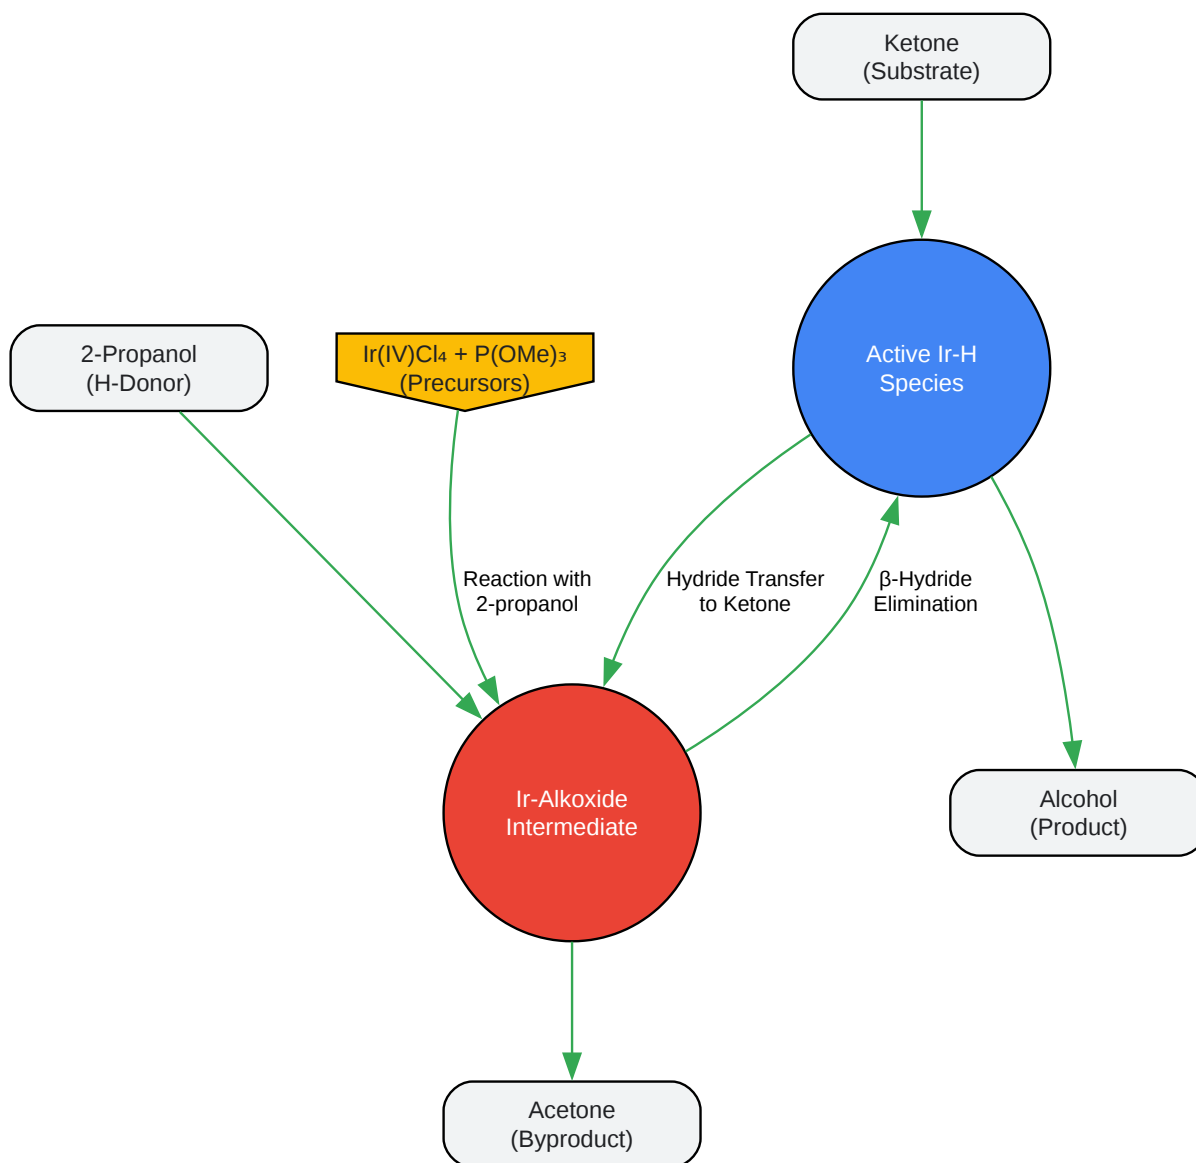 Ketone
(Substrate)
2-Propanol
(H-Donor)
Ir(IV)Cl₄ + P(OMe)₃
(Precursors)
Active Ir-H
Species
Reaction with
2-propanol
Hydride Transfer
to Ketone
β-Hydride
Elimination
Ir-Alkoxide
Intermediate
Alcohol
(Product)
Acetone
(Byproduct)